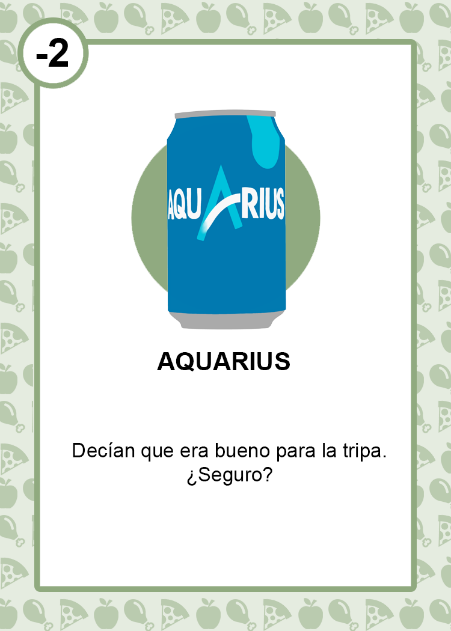 -2
AQUARIUS
AQUARIUS
Decían que era bueno para la tripa.
¿Seguro?